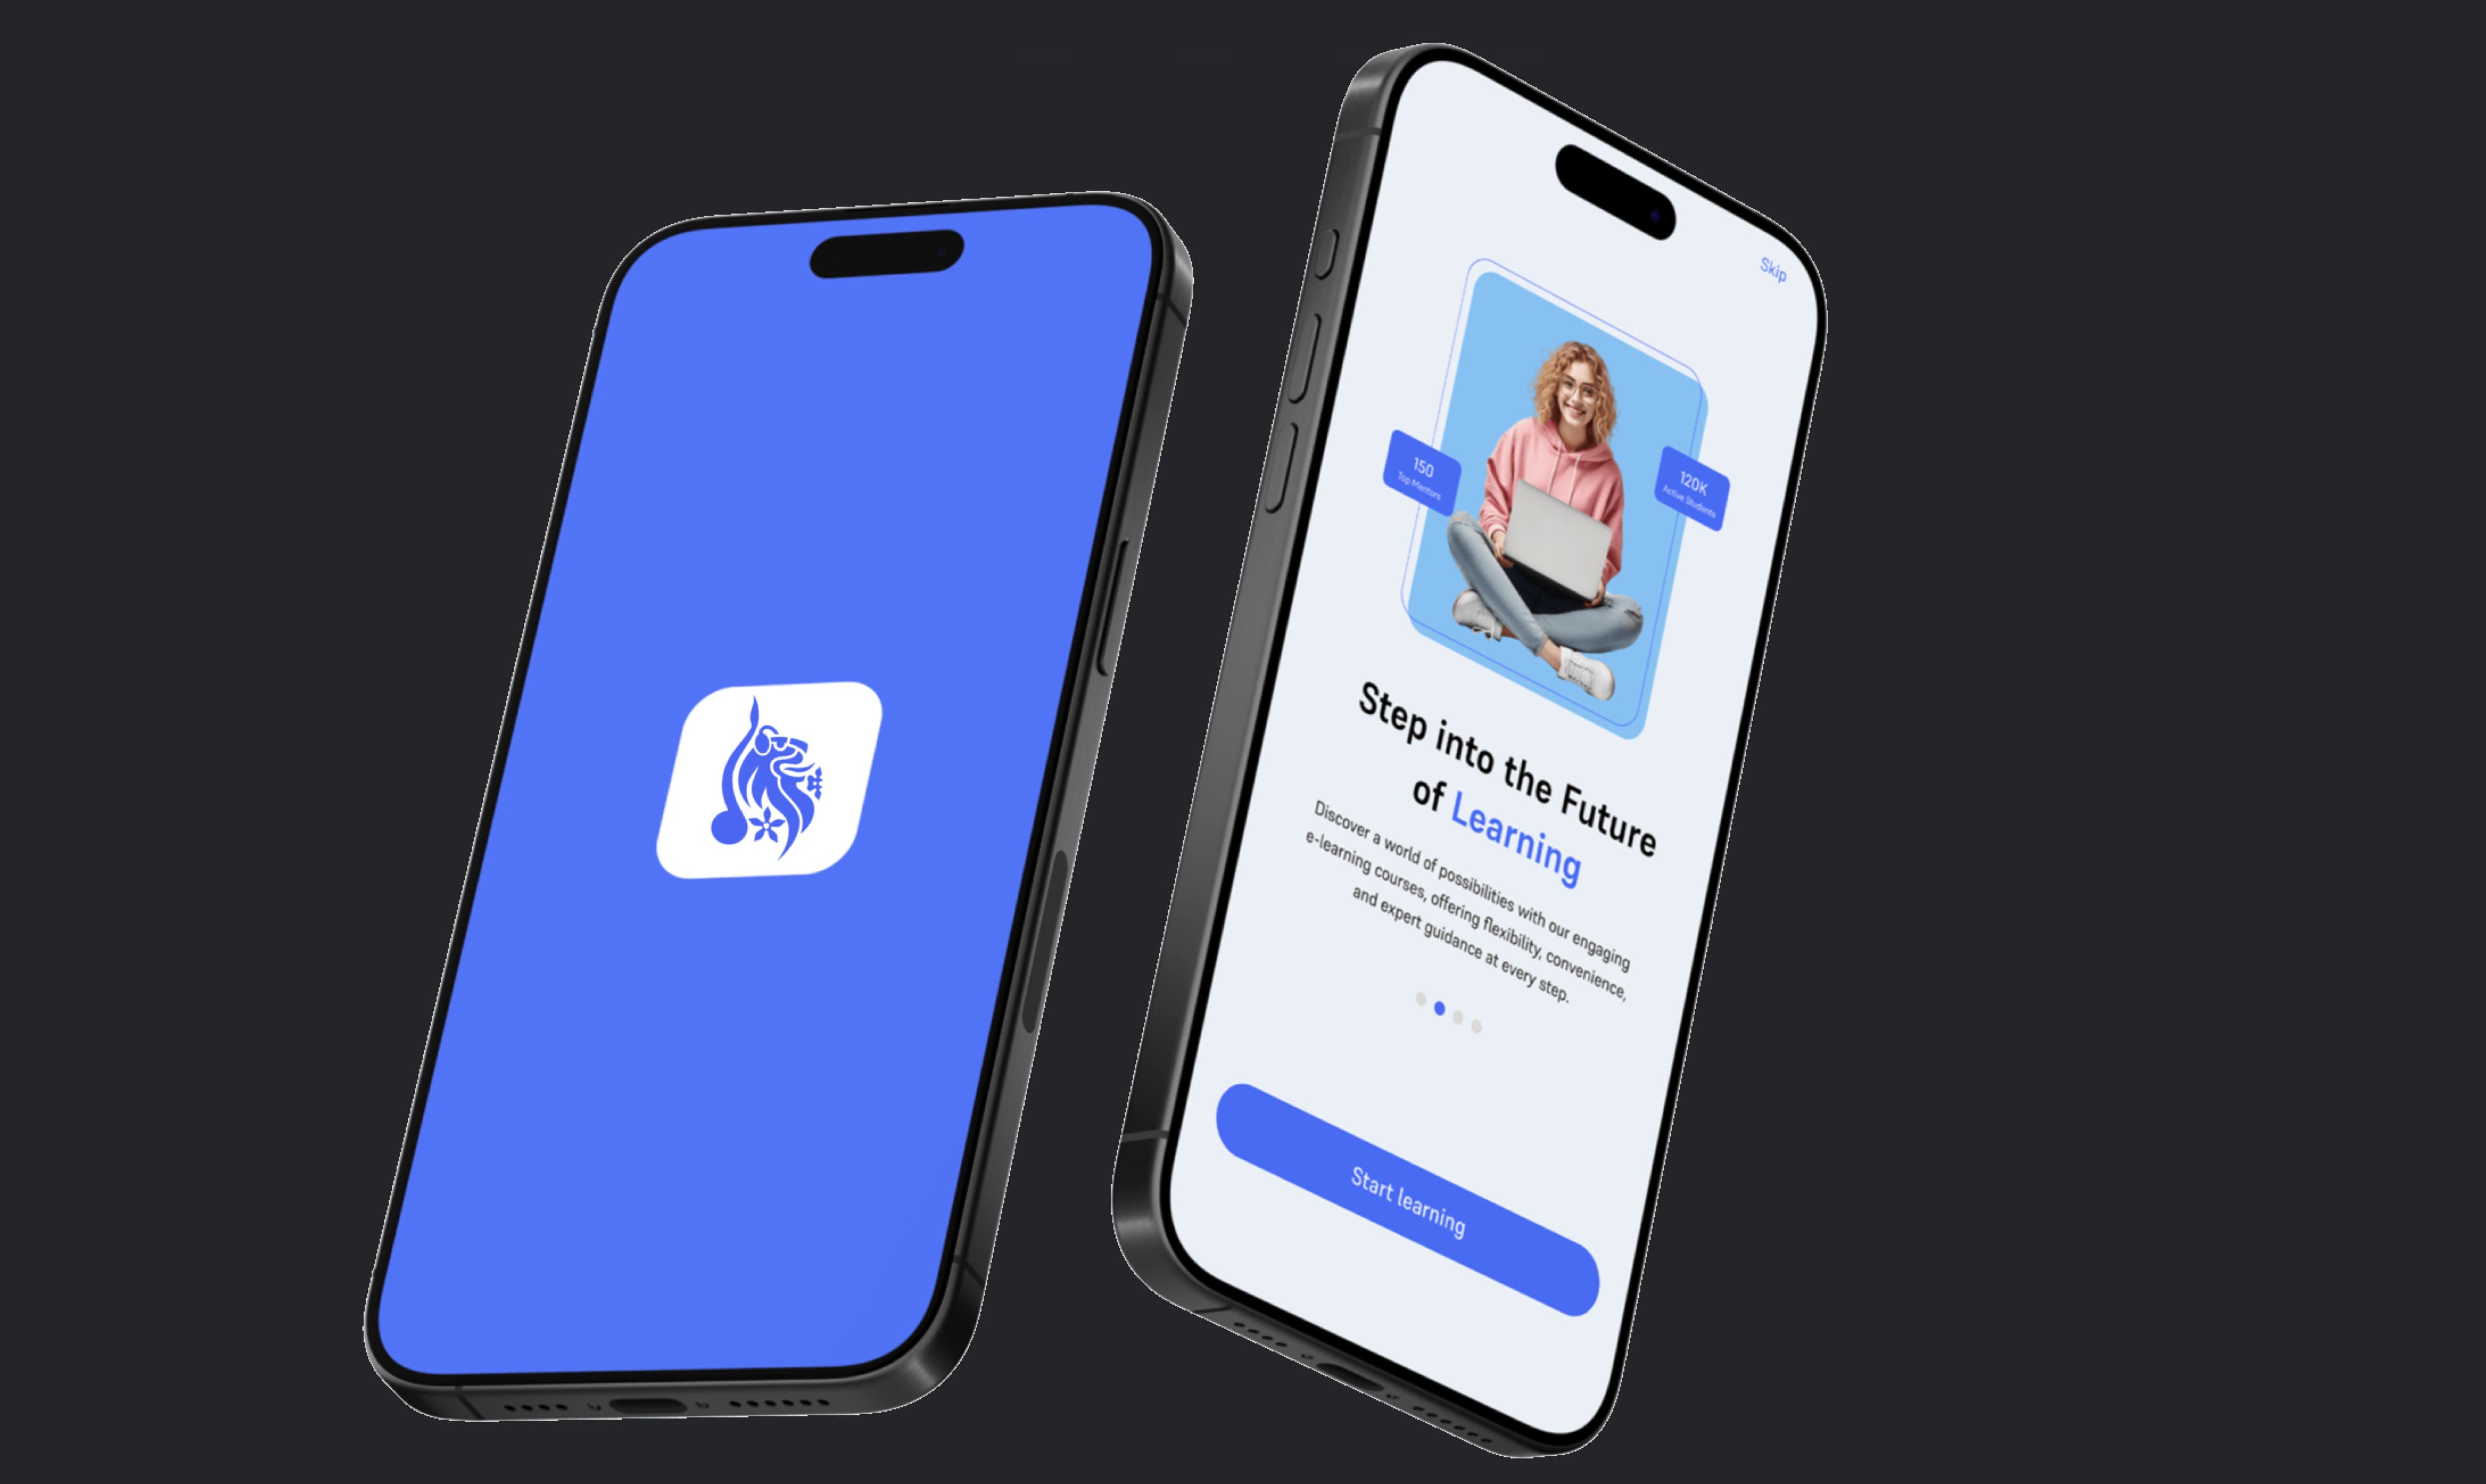 Skip
150
Top Mentors
120K
Active Students
Step into the Future
of Learning
Discover a world of possibilities with our engaging
e-learning courses, offering flexibility, convenience,
and expert guidance at every step.
Start learning